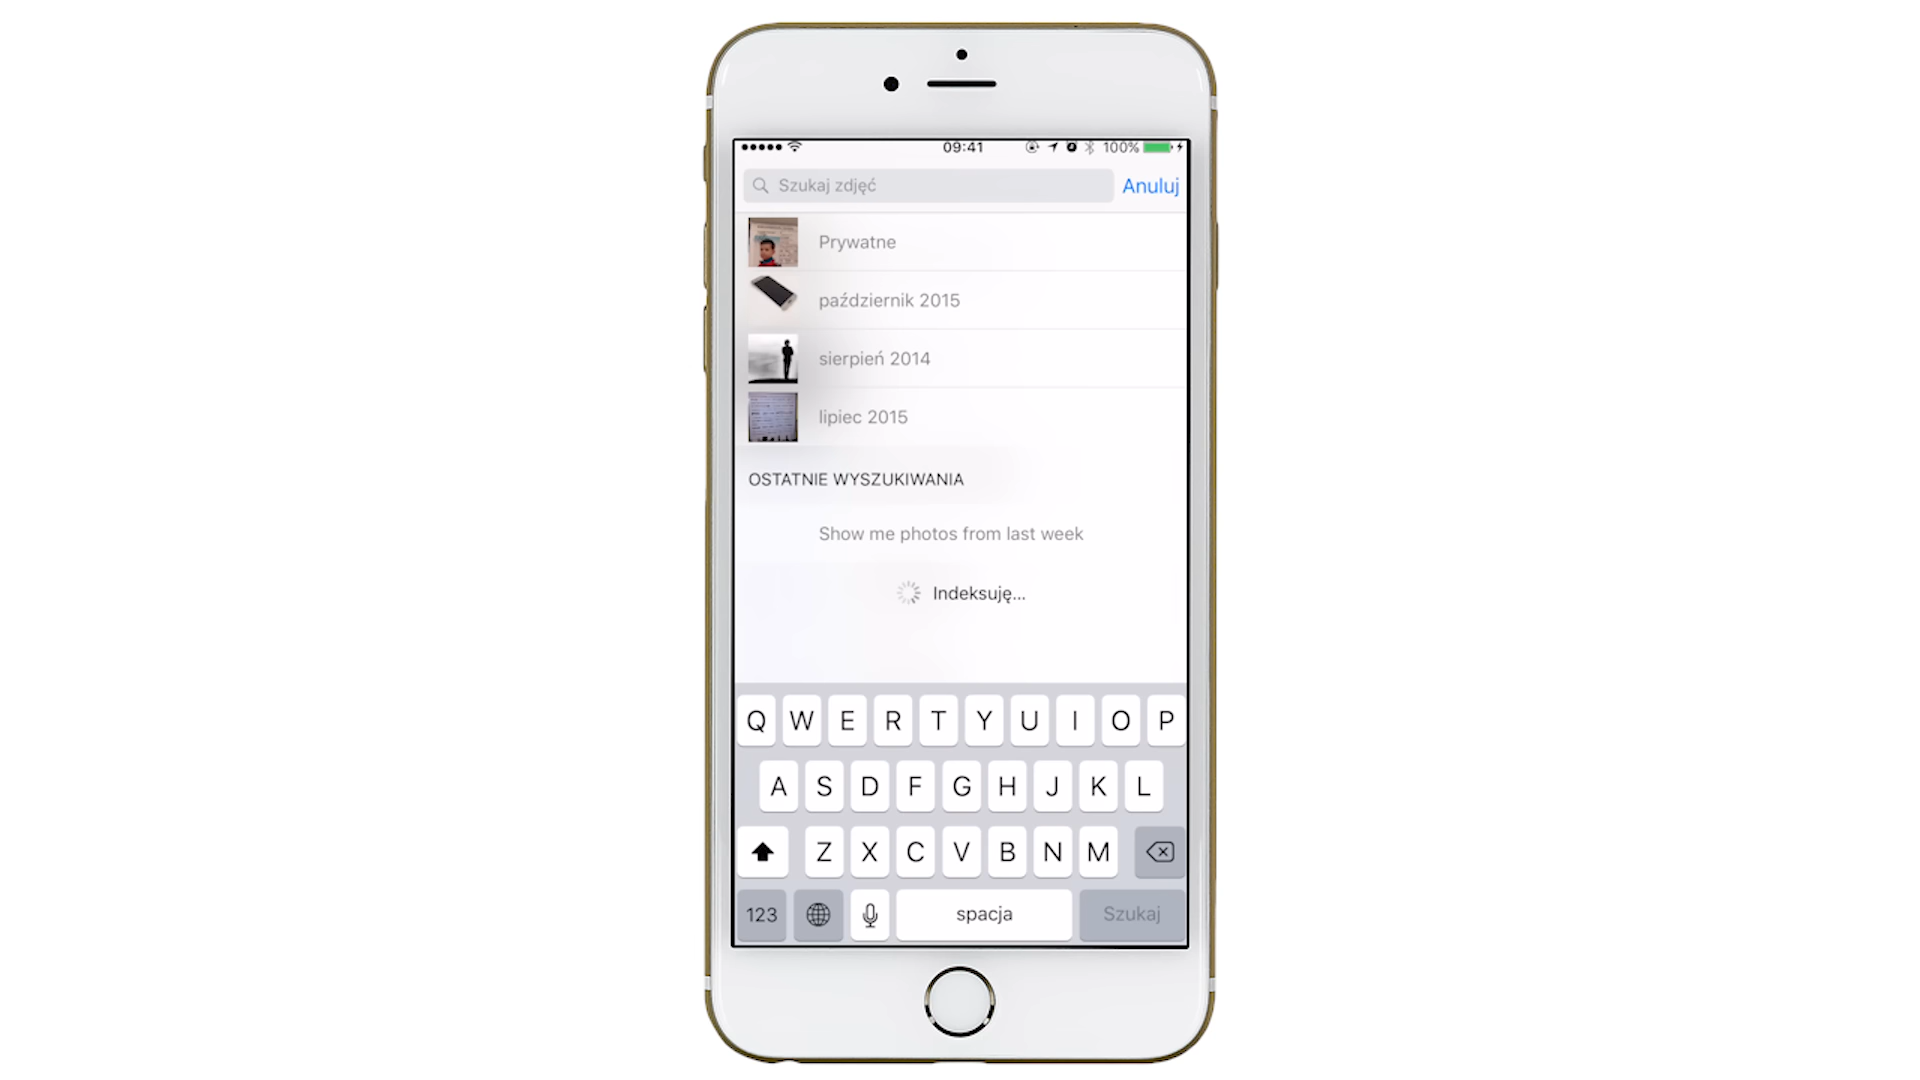 09:41 100%
Szukaj zdjęć Anuluj
Prywatne
październik 2015
sierpień 2014
lipiec 2015
OSTATNIE WYSZUKIWANIA
Show me photos from last week
Indeksuję...
Q W E R T Y U I O P
A S D F G H J K L
Z X C V B N M
123 spacja Szukaj